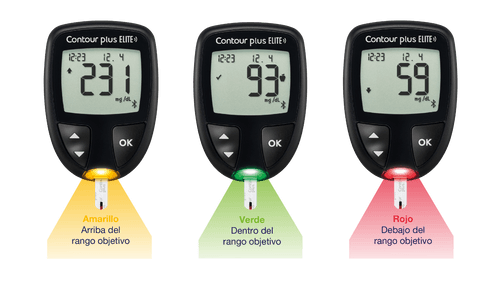 Contour plus ELITE
12:23 12. 4
231
mg/dL
OK
Amarillo
Arriba del
rango objetivo
Contour plus ELITE
12:23 12. 4
93
mg/dL
OK
Verde
Dentro del
rango objetivo
Contour plus ELITE
12:23 12. 4
59
mg/dL
OK
Rojo
Debajo del
rango objetivo